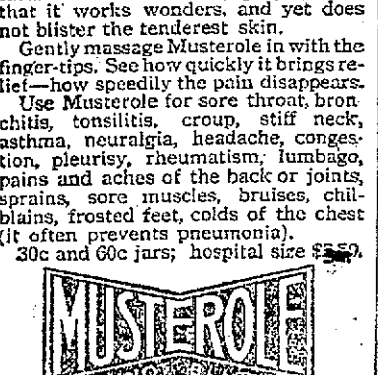 that it works wonders, and yet does
not blister the tenderest skin.
Gently massage Musterole in with the
finger-tips. See how quickly it brings re-
lief—how speedily the pain disappears.
Use Musterole for sore throat, bron
chitis, tonsilitis, croup, stiff neck,
asthma, neuralgia, headache, conges-
tion, pleurisy, rheumatism, lumbago,
pains and aches of the back or joints,
sprains, sore muscles, bruises, chil-
blains, frosted feet, colds of the chest
(it often prevents pneumonia).
30c and 60c jars; hospital size
MUSTEROLE